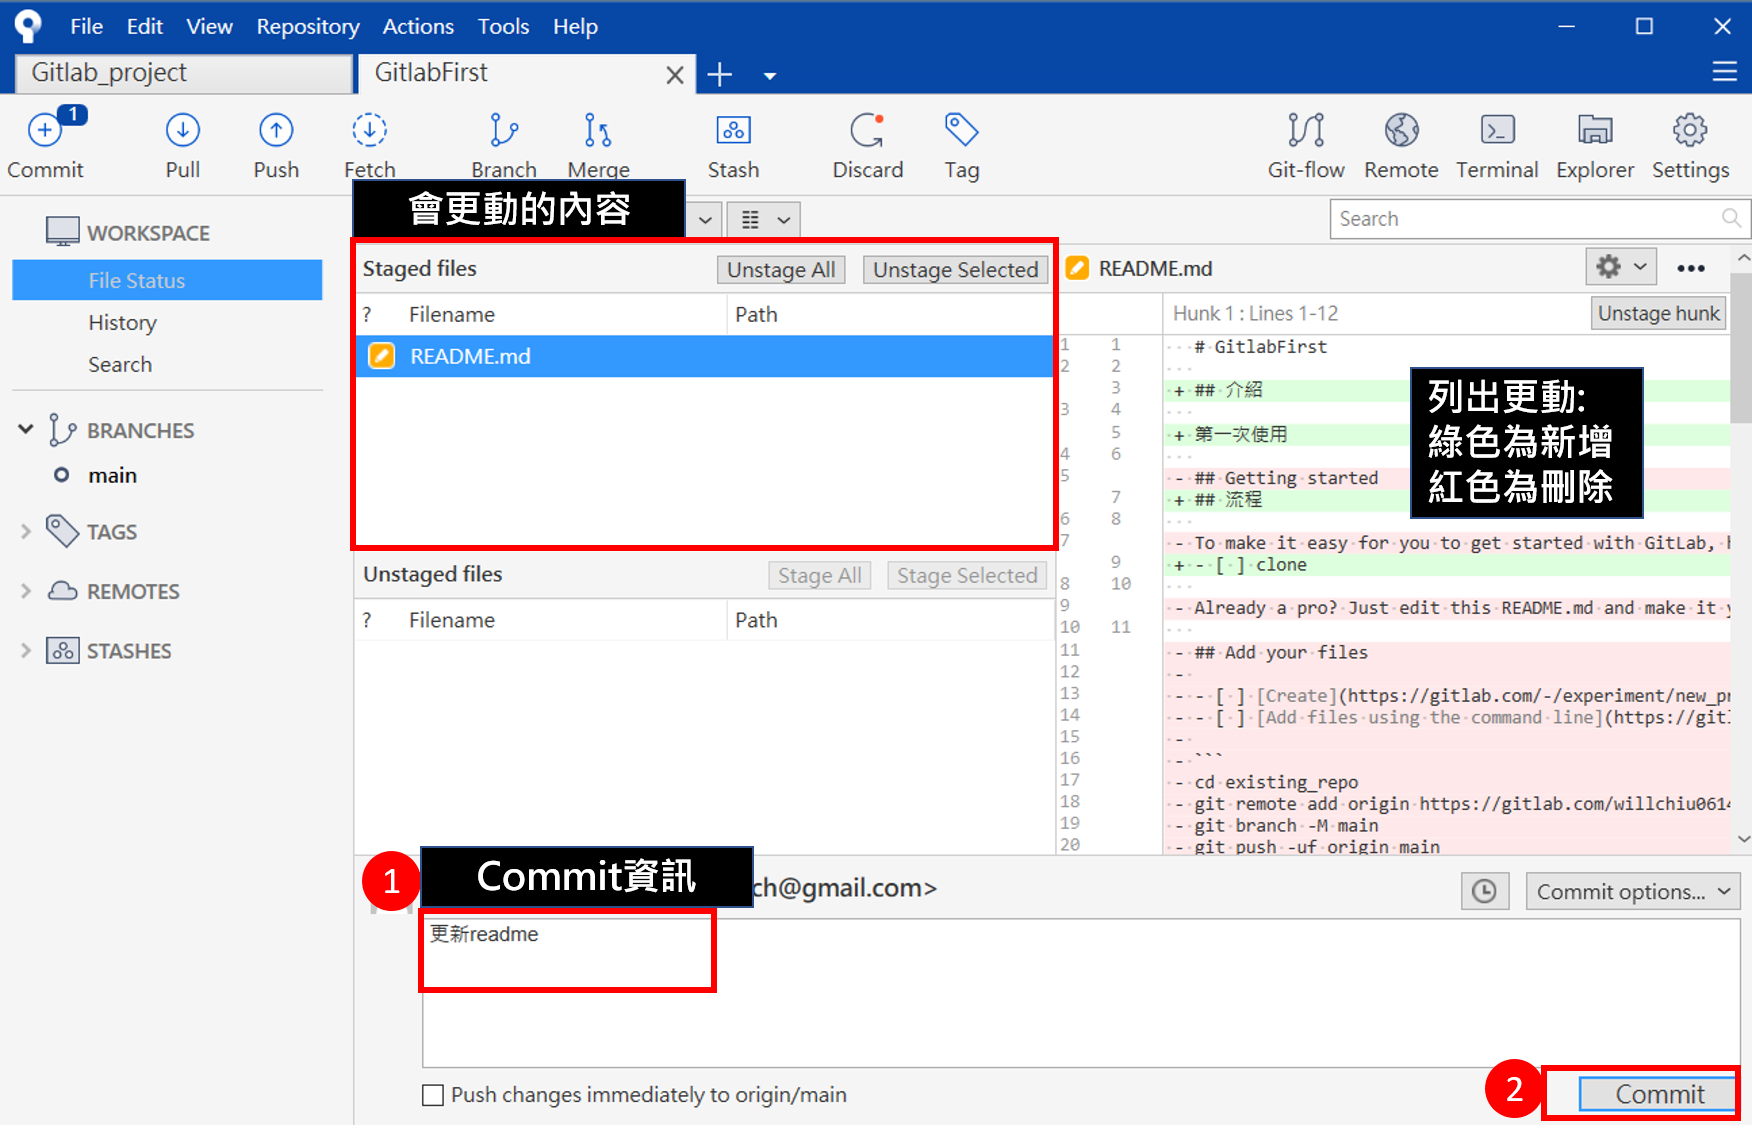 File Edit View Repository Actions Tools Help
Gitlab_project
GitlabFirst
1
Commit Pull Push Fetch Branch Merge Stash Discard Tag Git-flow Remote Terminal Explorer Settings
會更動的內容
Search
WORKSPACE
File Status
History
Search
BRANCHES
main
TAGS
REMOTES
STASHES
Staged files Unstage All Unstage Selected
? Filename Path
README.md
Unstaged files Stage All Stage Selected
? Filename Path
README.md
Hunk 1 : Lines 1-12 Unstage hunk
1 1 # GitlabFirst
2 2
3 + ## 介紹
3 4
5 + 第一次使用
4 6
5 - ## Getting started
7 + ## 流程
6 8
7 - To make it easy for you to get started with GitLab,
9 + - [ ] clone
8 10
9 - Already a pro? Just edit this README.md and make it
10 11
11 - ## Add your files
12 -
13 - - [ ] [Create](https://gitlab.com/-/experiment/new_pr
14 - - [ ] [Add files using the command line](https://gitl
15 -
16 - ```
17 - cd existing_repo
18 - git remote add origin https://gitlab.com/willchiu0614
19 - git branch -M main
20 - git push -uf origin main
列出更動:
綠色為新增
紅色為刪除
1
Commit資訊
ch@gmail.com>
Commit options...
更新readme
Push changes immediately to origin/main
2
Commit